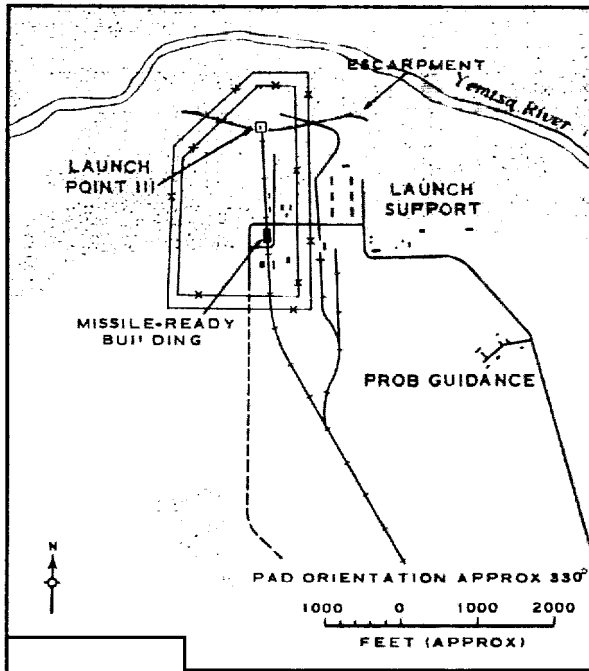 ESCARPMENT
Yemtsa River
LAUNCH
POINT III
LAUNCH
SUPPORT
MISSILE-READY
BUILDING
PROB GUIDANCE
N
PAD ORIENTATION APPROX 330°
1000 0 1000 2000
FEET (APPROX)